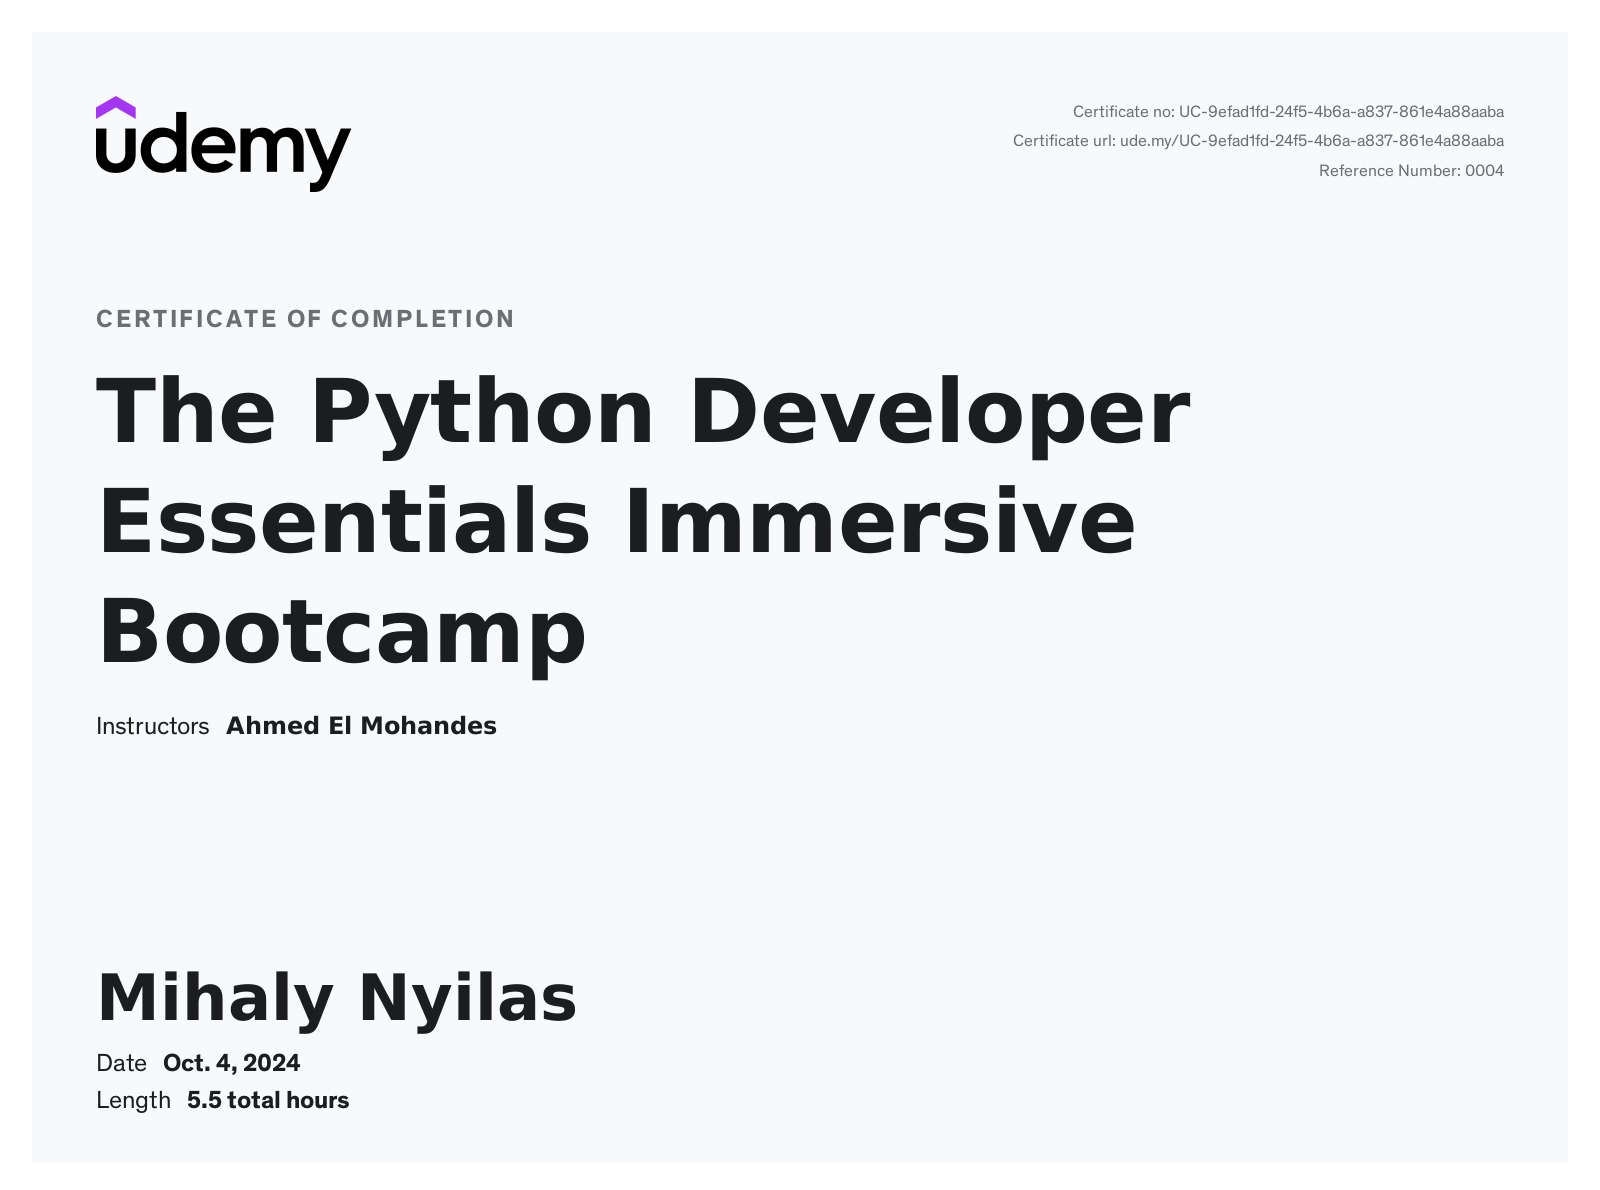 udemy
Certificate no: UC-9efad1fd-24f5-4b6a-a837-861e4a88aaba
Certificate url: ude.my/UC-9efad1fd-24f5-4b6a-a837-861e4a88aaba
Reference Number: 0004
CERTIFICATE OF COMPLETION
The Python Developer
Essentials Immersive
Bootcamp
Instructors Ahmed El Mohandes
Mihaly Nyilas
Date Oct. 4, 2024
Length 5.5 total hours